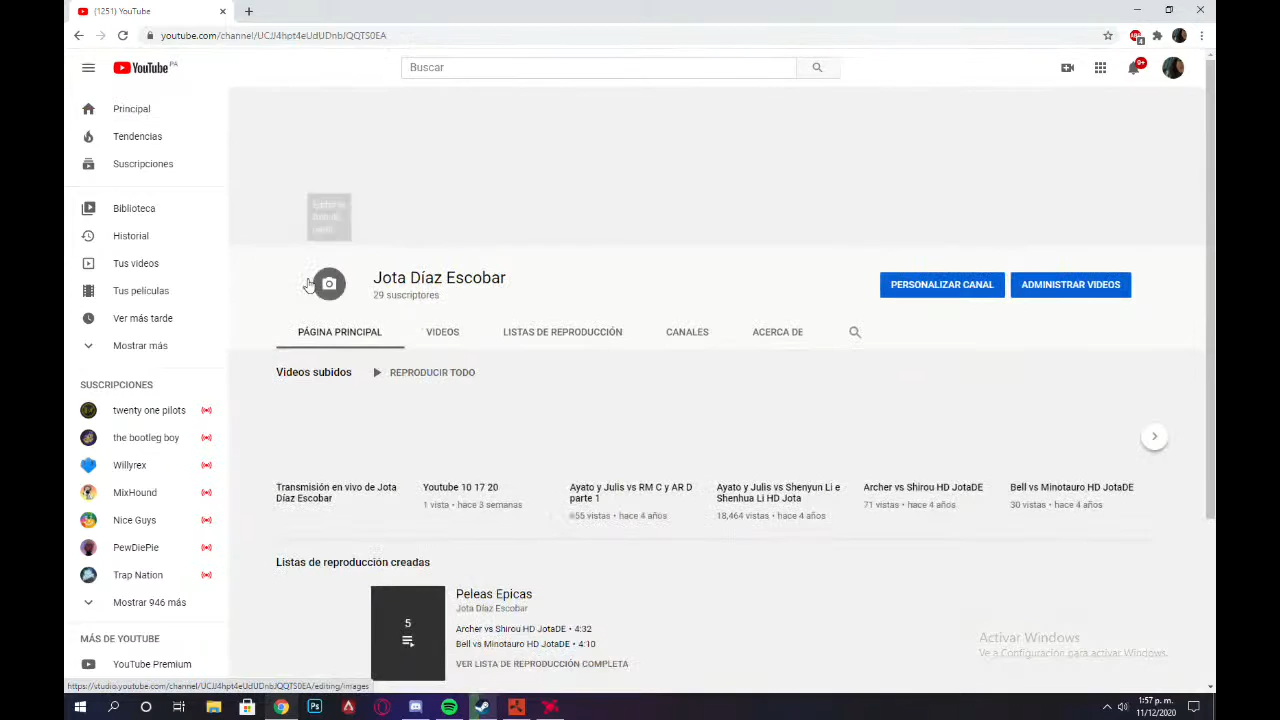 (1251) YouTube
youtube.com/channel/UCJJ4hpt4eUdUDnbJQQTS0EA
4
YouTube PA
Buscar
9+
Principal
Tendencias
Suscripciones
Biblioteca
Historial
Tus videos
Tus películas
Ver más tarde
Mostrar más
SUSCRIPCIONES
twenty one pilots
the bootleg boy
Willyrex
MixHound
Nice Guys
PewDiePie
Trap Nation
Mostrar 946 más
MÁS DE YOUTUBE
YouTube Premium
Jota Díaz Escobar
29 suscriptores
PERSONALIZAR CANAL
ADMINISTRAR VIDEOS
PÁGINA PRINCIPAL
VIDEOS
LISTAS DE REPRODUCCIÓN
CANALES
ACERCA DE
Videos subidos
REPRODUCIR TODO
Transmisión en vivo de Jota
Díaz Escobar
Youtube 10 17 20
1 vista • hace 3 semanas
Ayato y Julis vs RM C y AR D
parte 1
vistas • hace 4 años
Ayato y Julis vs Shenyun Li e
Shenhua Li HD Jota
18,464 vistas • hace 4 años
Archer vs Shirou HD JotaDE
71 vistas • hace 4 años
Bell vs Minotauro HD JotaDE
30 vistas • hace 4 años
Listas de reproducción creadas
5
Peleas Epicas
Jota Díaz Escobar
Archer vs Shirou HD JotaDE • 4:32
Bell vs Minotauro HD JotaDE • 4:10
VER LISTA DE REPRODUCCIÓN COMPLETA
Activar Windows
Ve a Configuración para activar Windows.
https://studio.youtube.com/channel/UCJJ4hpt4eUdUDnbJQQTS0EA/editing/images
1:57 p. m.
11/12/2020